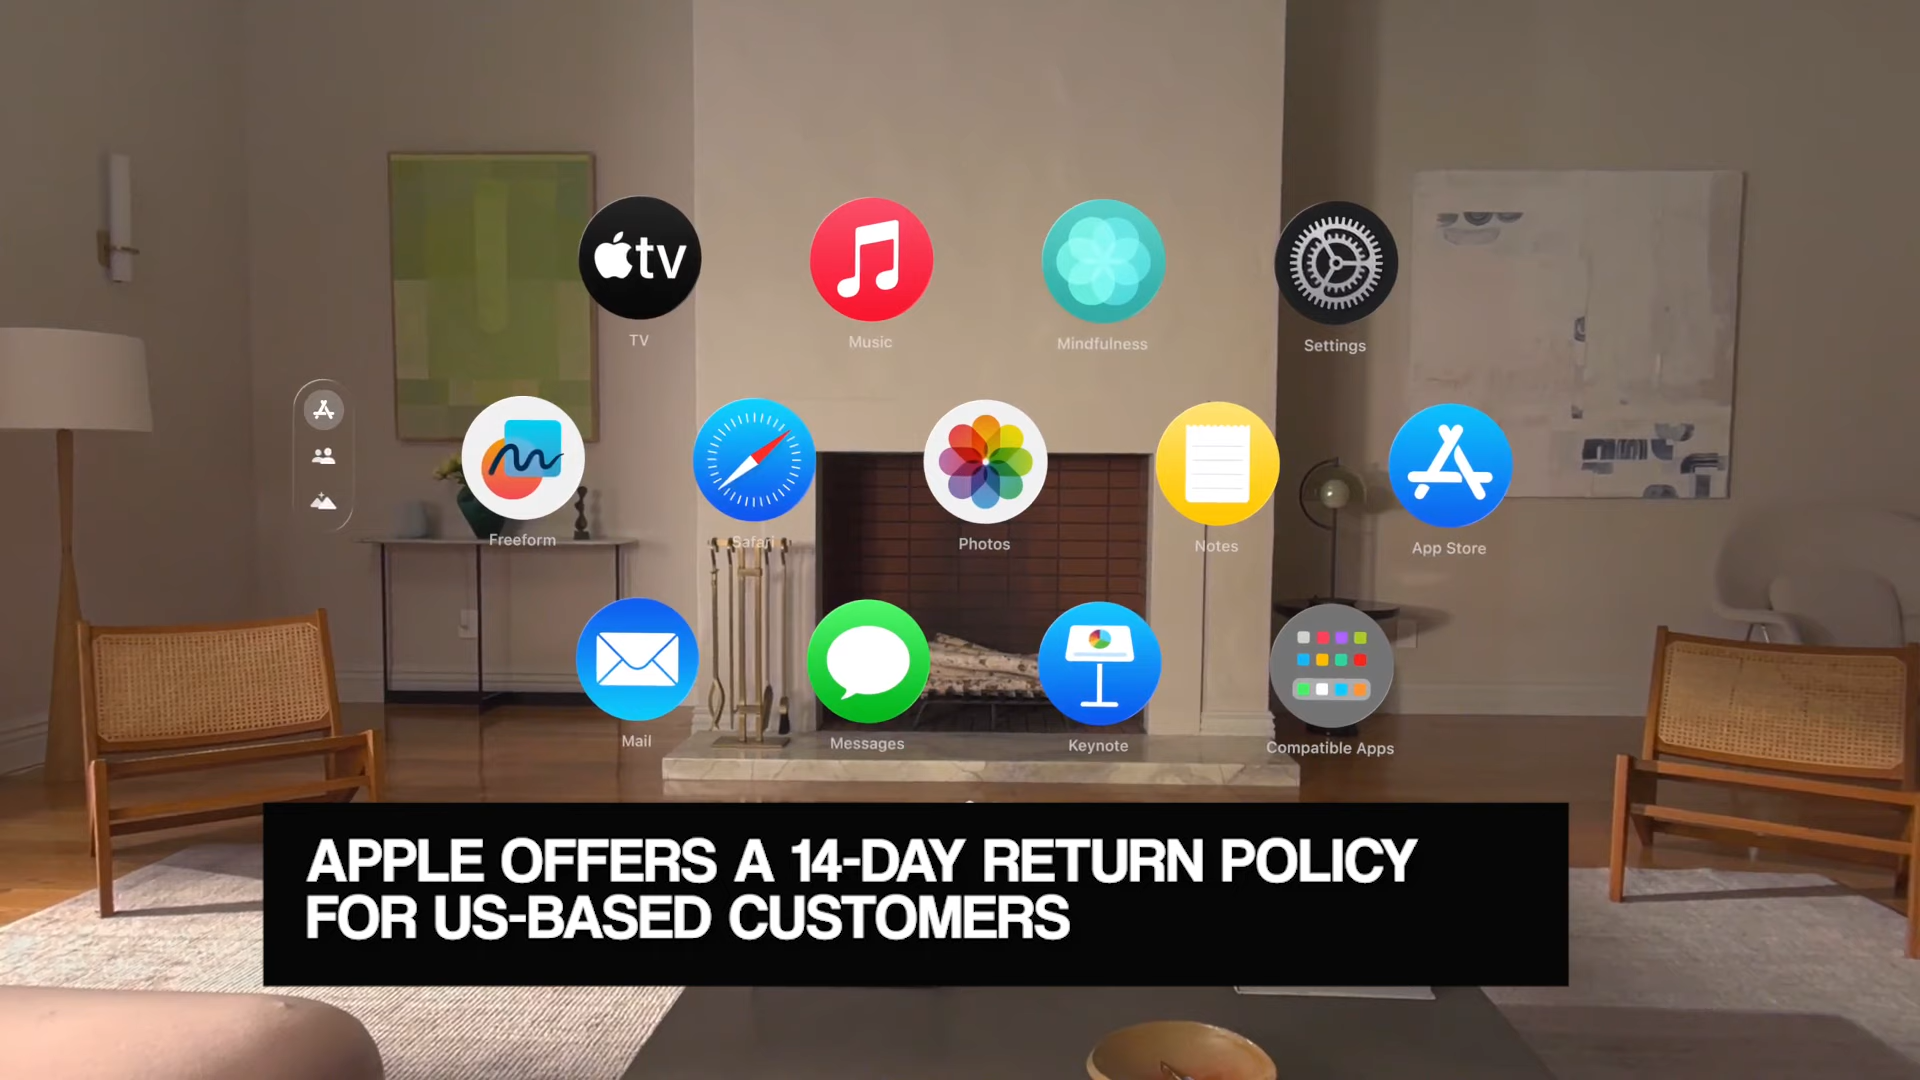 tv
TV
Music
Mindfulness
Settings
Freeform
Safari
Photos
Notes
App Store
Mail
Messages
Keynote
Compatible Apps
APPLE OFFERS A 14-DAY RETURN POLICY
FOR US-BASED CUSTOMERS